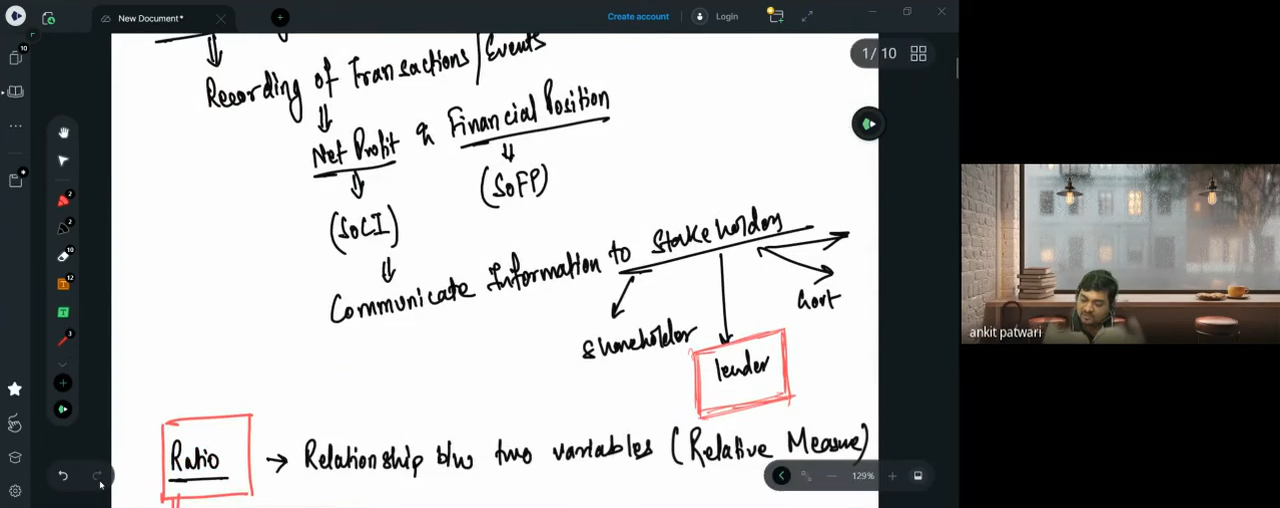 New Document*
Create account
Login
1 / 10
Recording of Transactions/Events
Net Profit & Financial Position
(SoFP)
(SoCI)
Communicate Information to Stakeholders
Govt
Shareholder
lender
Ratio → Relationship b/w two variables (Relative Measure)
129%
ankit patwari